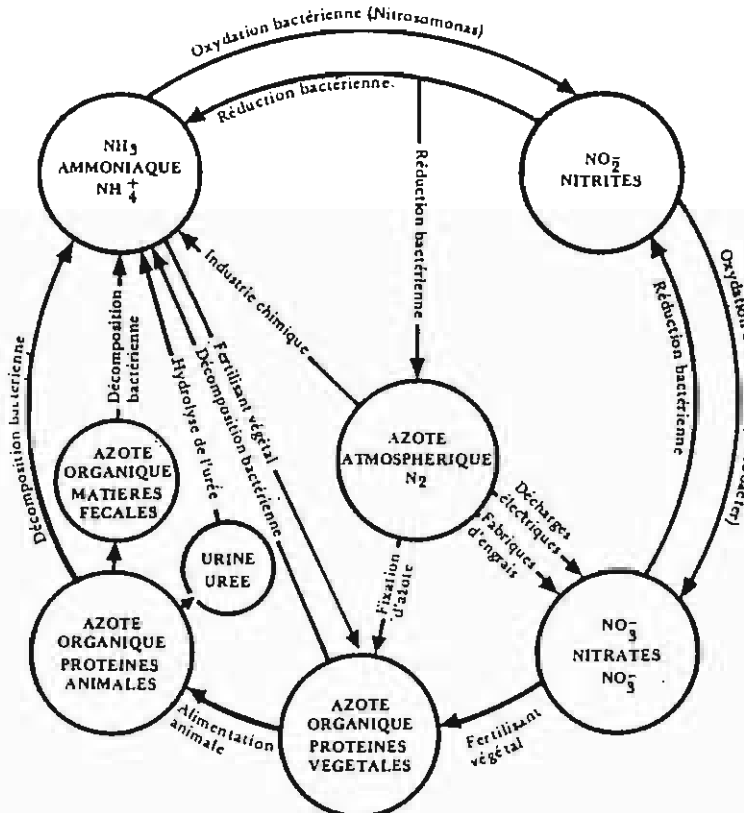 Oxydation bactérienne (Nitrosomonas)
Réduction bactérienne.
NH3
AMMONIAQUE
NH4+
NO2-
NITRITES
Réduction bactérienne
Industrie chimique
Oxydation
Réduction bactérienne
Décomposition bactérienne
Décomposition
bactérienne
Hydrolyse de l'urée
Fertilisant végétal
Décomposition bactérienne
AZOTE
ATMOSPHERIQUE
N2
AZOTE
ORGANIQUE
MATIERES
FECALES
Décharges
électriques
Fabriques
d'engrais
URINE
UREE
Fixation
d'azote
AZOTE
ORGANIQUE
PROTEINES
ANIMALES
NO3-
NITRATES
NO3-
AZOTE
ORGANIQUE
PROTEINES
VEGETALES
Alimentation
animale
Fertilisant
végétal